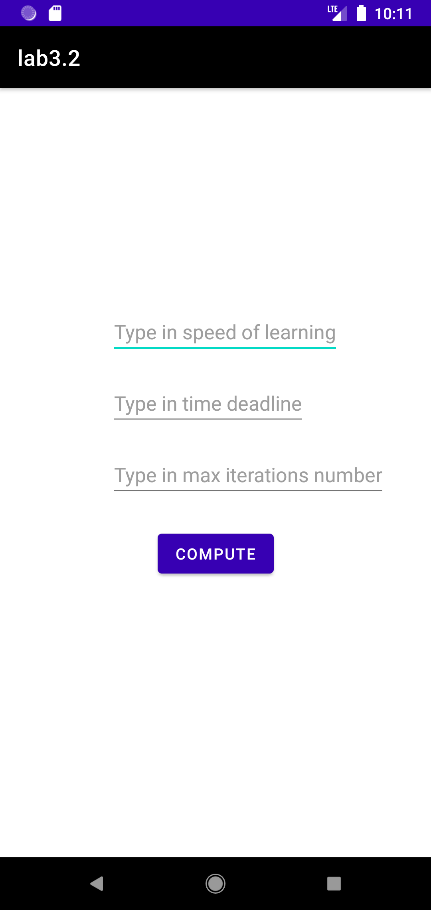 LTE 10:11
lab3.2
Type in speed of learning
Type in time deadline
Type in max iterations number
COMPUTE